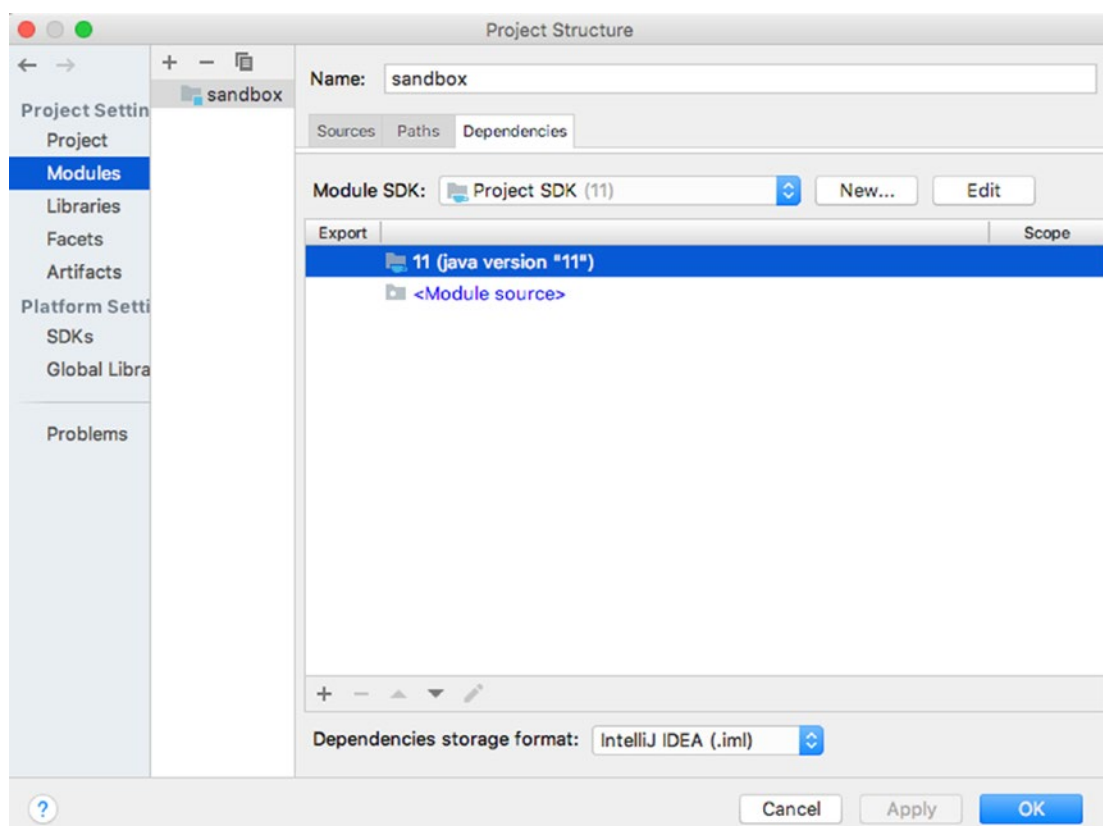 Project Structure
Name: sandbox
sandbox
Project Settin
Project
Modules
Libraries
Facets
Artifacts
Platform Setti
SDKs
Global Libra
Problems
Sources Paths Dependencies
Module SDK: Project SDK (11) New... Edit
Export Scope
11 (java version "11")
<Module source>
Dependencies storage format: IntelliJ IDEA (.iml)
? Cancel Apply OK